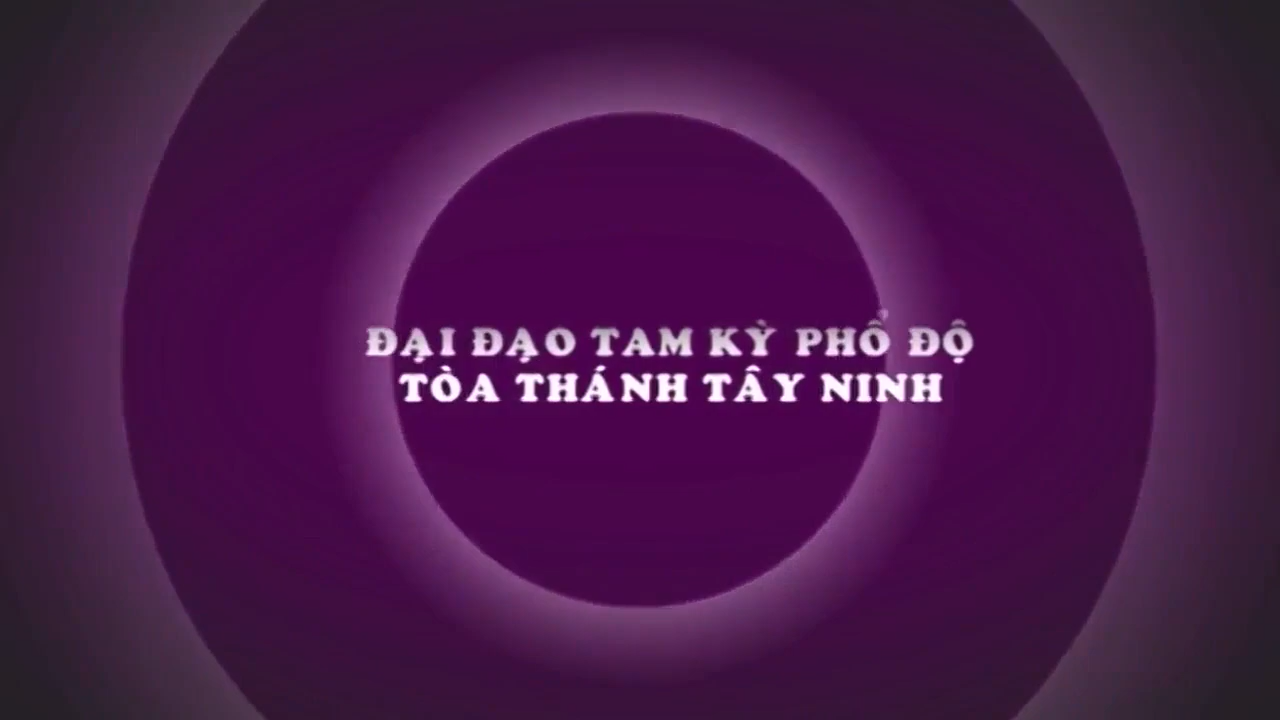 ĐẠI ĐẠO TAM KỲ PHỔ ĐỘ
TÒA THÁNH TÂY NINH